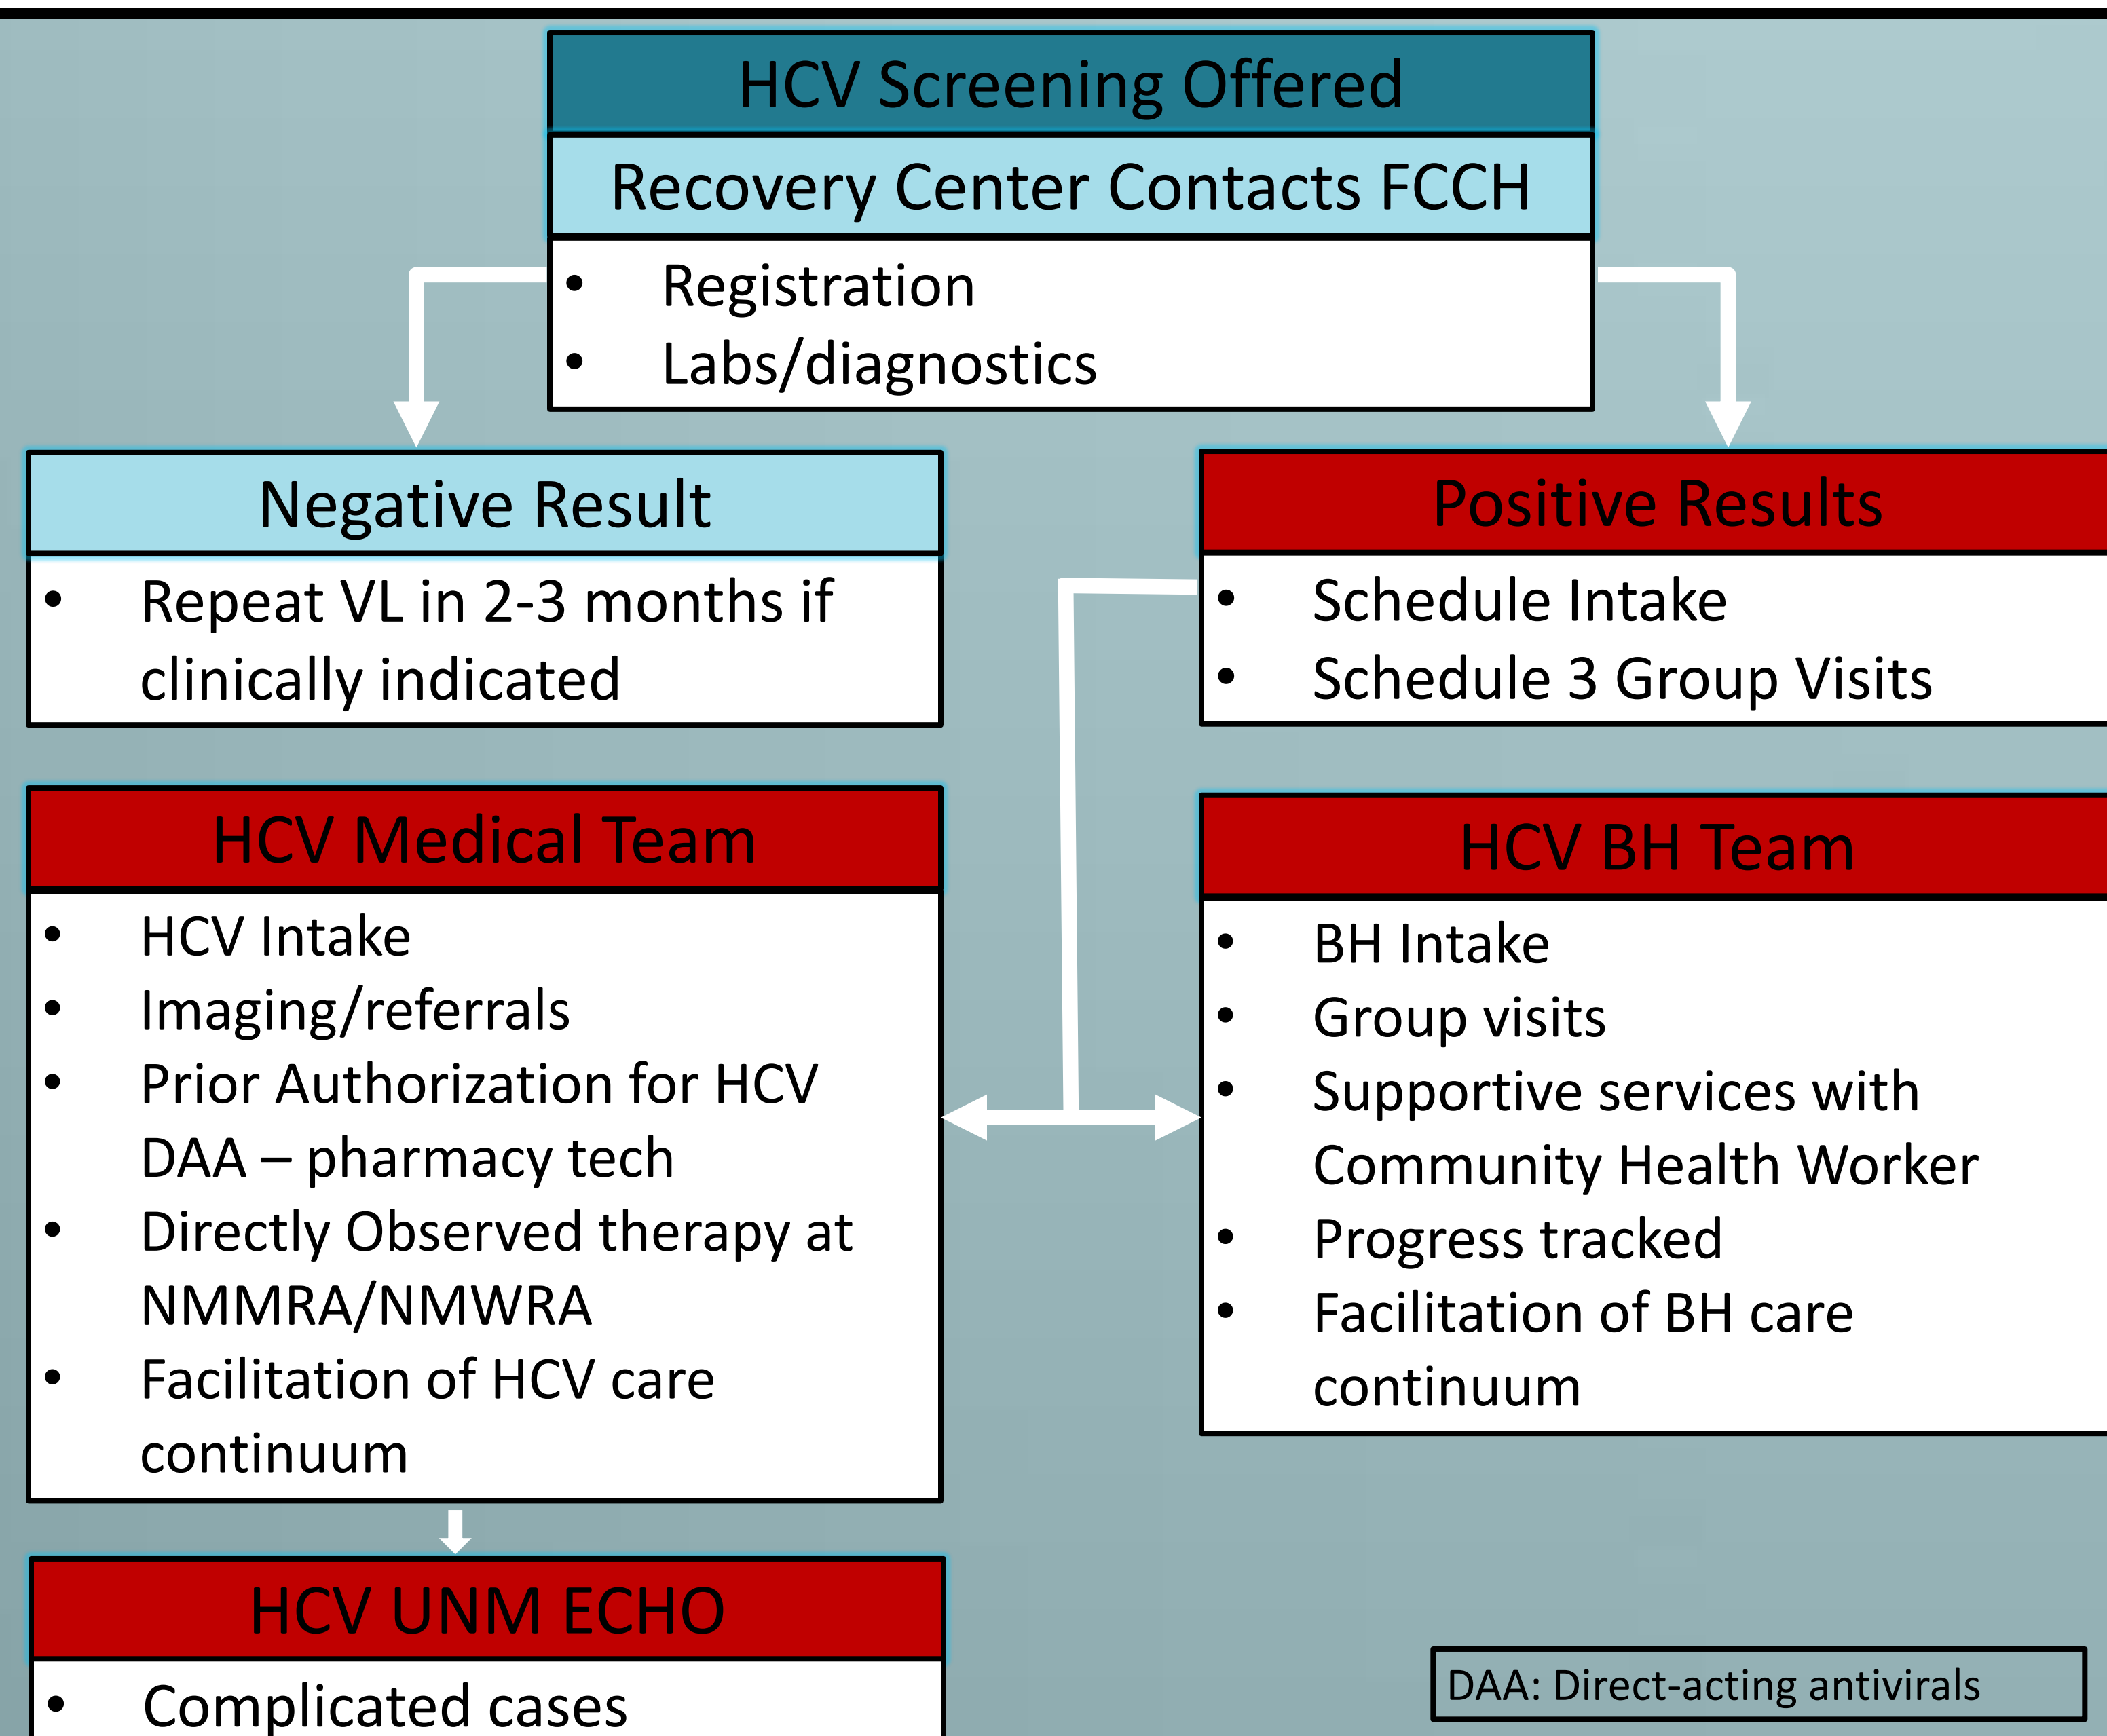 HCV Screening Offered
Recovery Center Contacts FCCH
• Registration
• Labs/diagnostics
Negative Result
• Repeat VL in 2-3 months if
clinically indicated
Positive Results
• Schedule Intake
• Schedule 3 Group Visits
HCV Medical Team
• HCV Intake
• Imaging/referrals
• Prior Authorization for HCV
DAA – pharmacy tech
• Directly Observed therapy at
NMMRA/NMWRA
• Facilitation of HCV care
continuum
HCV BH Team
• BH Intake
• Group visits
• Supportive services with
Community Health Worker
• Progress tracked
• Facilitation of BH care
continuum
HCV UNM ECHO
• Complicated cases
DAA: Direct-acting antivirals